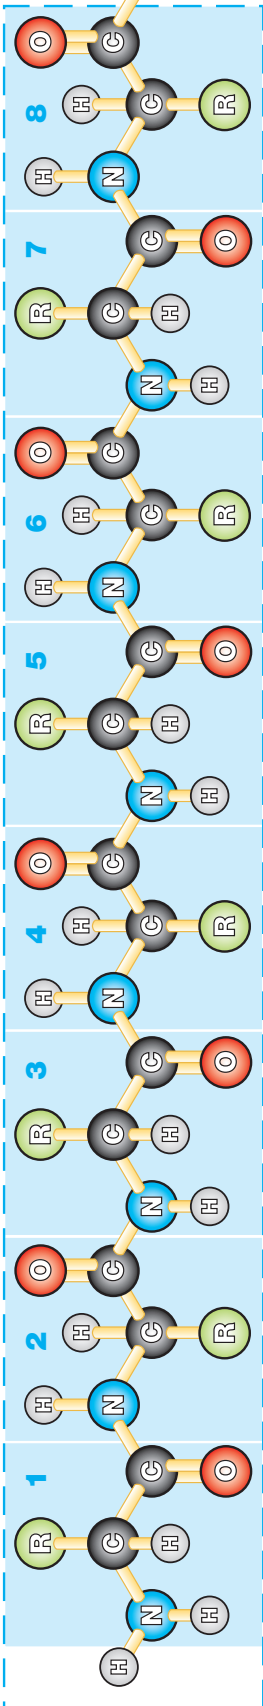 R 1 H 2 O R 3 H 4 O R 5 H 6 O R 7 H 8 O
H H H H
H C N C C N C C N C C N C
N C C N C C N C C N C C
H H H H
H O R H O R H O R H O R